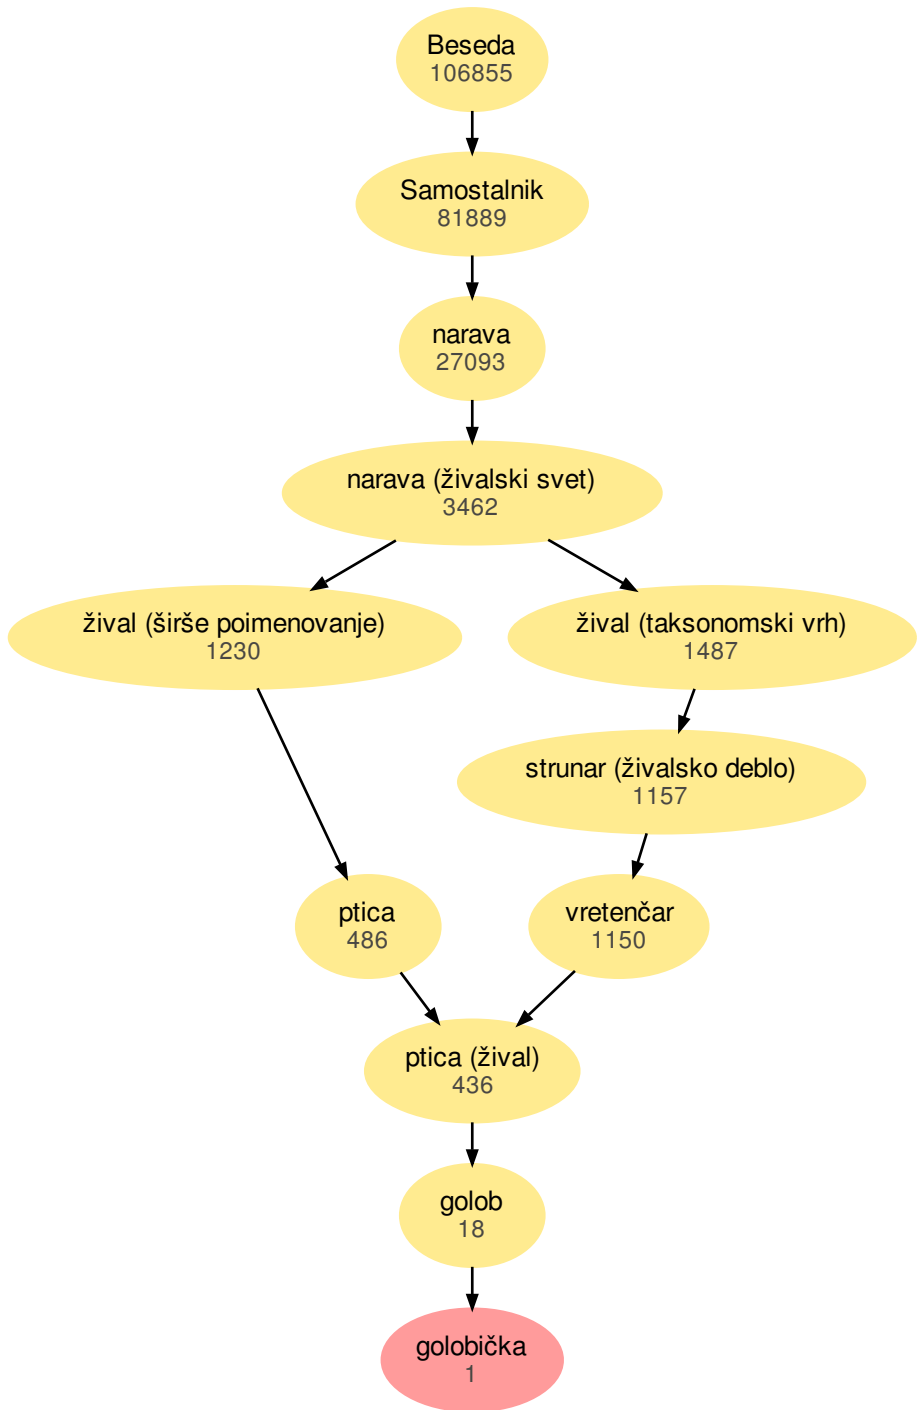 Beseda
106855
Samostalnik
81889
narava
27093
narava (živalski svet)
3462
žival (širše poimenovanje)
1230
žival (taksonomski vrh)
1487
strunar (živalsko deblo)
1157
ptica
486
vretenčar
1150
ptica (žival)
436
golob
18
golobička
1